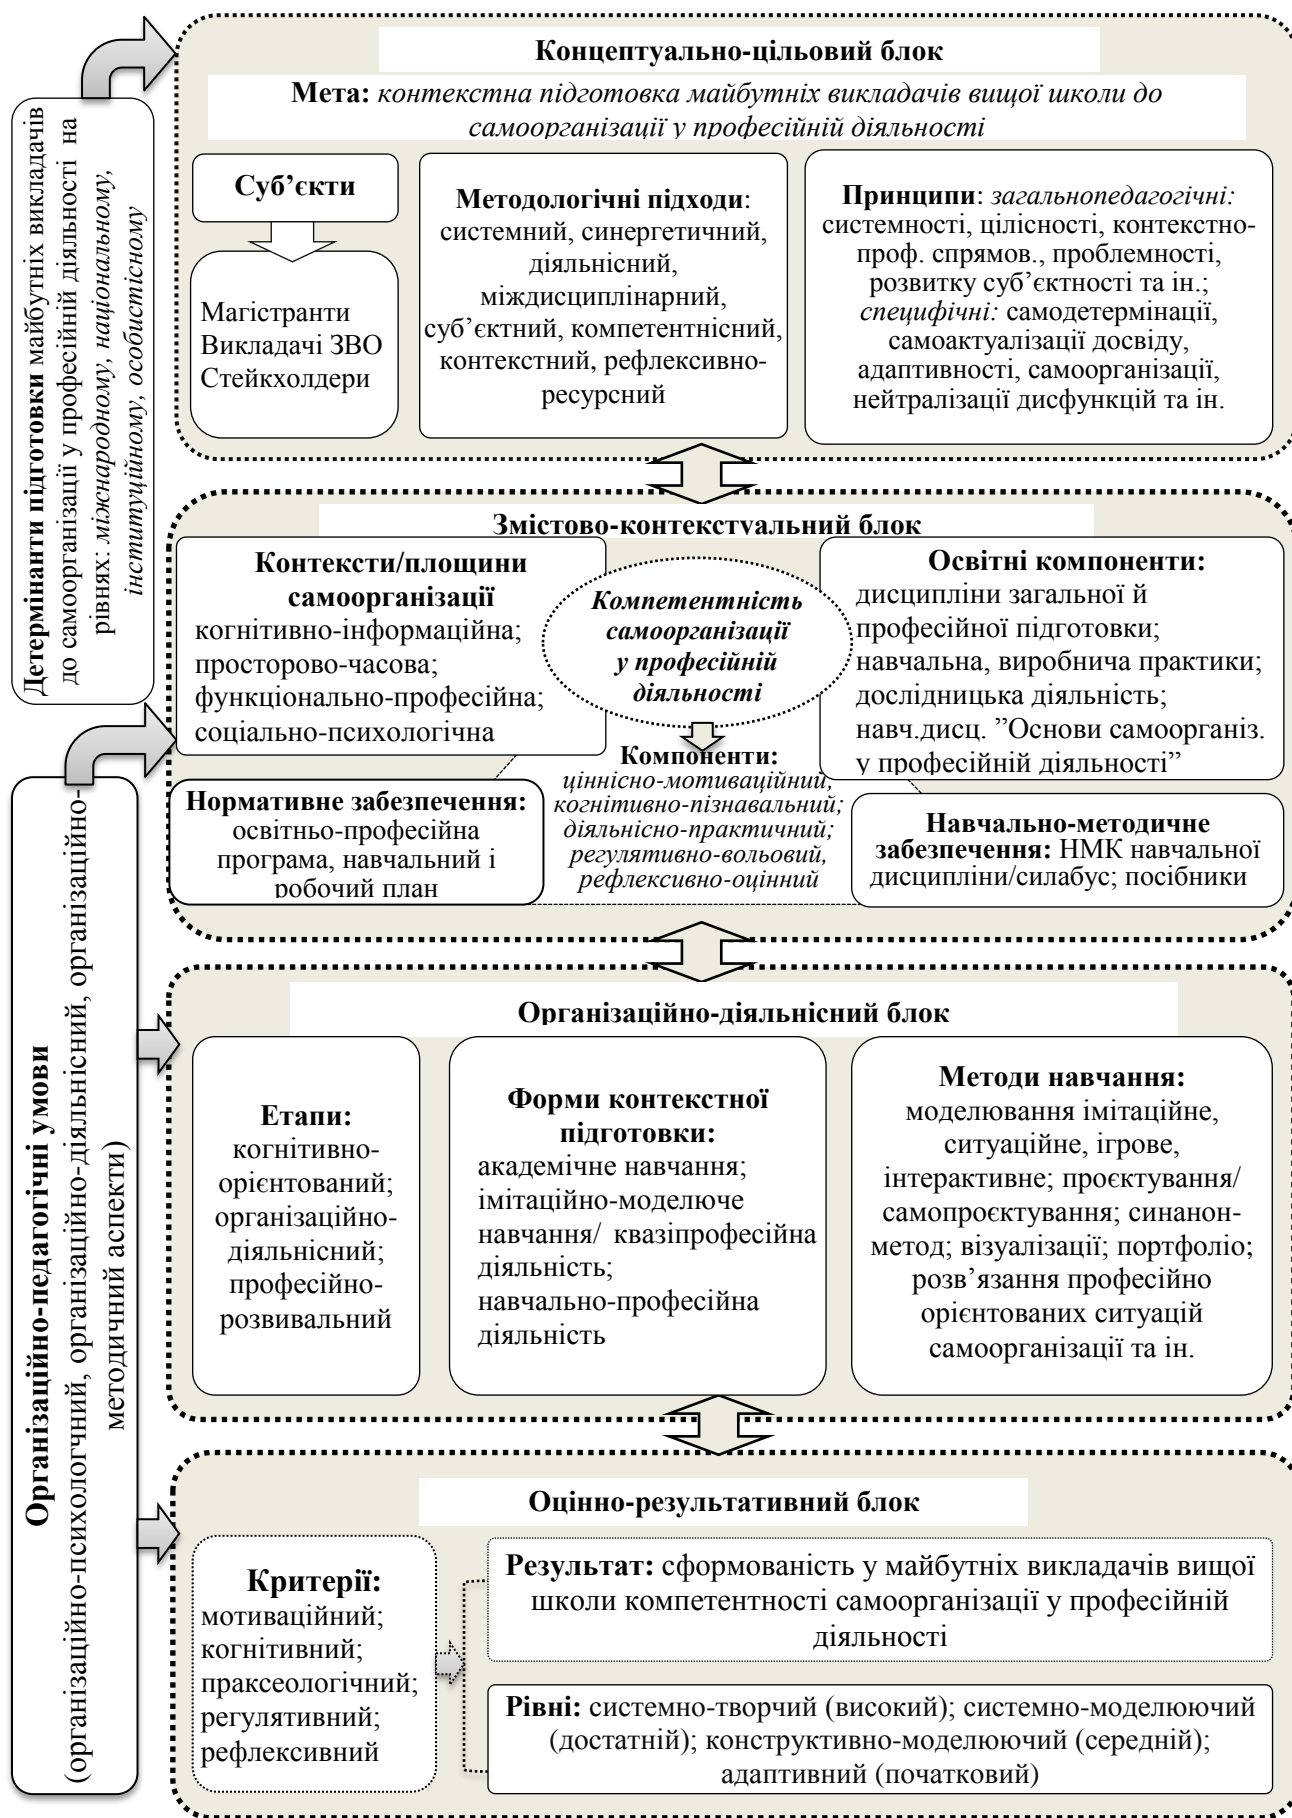 Концептуально-цільовий блок
Мета: контекстна підготовка майбутніх викладачів вищої школи до
самоорганізації у професійній діяльності
Детермінанти підготовки майбутніх викладачів
до самоорганізації у професійній діяльності на
рівнях: міжнародному, національному,
інституційному, особистісному
Суб’єкти
Магістранти
Викладачі ЗВО
Стейкхолдери
Методологічні підходи:
системний, синергетичний,
діяльнісний,
міждисциплінарний,
суб’єктний, компетентнісний,
контекстний, рефлексивно-
ресурсний
Принципи: загальнопедагогічні:
системності, цілісності, контекстно-
проф. спрямов., проблемності,
розвитку суб’єктності та ін.;
специфічні: самодетермінації,
самоактуалізації досвіду,
адаптивності, самоорганізації,
нейтралізації дисфункцій та ін.
Змістово-контекстуальний блок
Контексти/площини
самоорганізації
когнітивно-інформаційна;
просторово-часова;
функціонально-професійна;
соціально-психологічна
Компетентність
самоорганізації
у професійній
діяльності
Освітні компоненти:
дисципліни загальної й
професійної підготовки;
навчальна, виробнича практики;
дослідницька діяльність;
навч.дисц. ”Основи самоорганіз.
у професійній діяльності”
Компоненти:
ціннісно-мотиваційний,
когнітивно-пізнавальний;
діяльнісно-практичний;
регулятивно-вольовий,
рефлексивно-оцінний
Нормативне забезпечення:
освітньо-професійна
програма, навчальний і
робочий план
Навчально-методичне
забезпечення: НМК навчальної
дисципліни/силабус; посібники
Організаційно-педагогічні умови
(організаційно-психологчний, організаційно-діяльнісний, організаційно-
методичний аспекти)
Організаційно-діяльнісний блок
Етапи:
когнітивно-
орієнтований;
організаційно-
діяльнісний;
професійно-
розвивальний
Форми контекстної
підготовки:
академічне навчання;
імітаційно-моделюче
навчання/ квазіпрофесійна
діяльність;
навчально-професійна
діяльність
Методи навчання:
моделювання імітаційне,
ситуаційне, ігрове,
інтерактивне; проєктування/
самопроєктування; синанон-
метод; візуалізації; портфоліо;
розв’язання професійно
орієнтованих ситуацій
самоорганізації та ін.
Оцінно-результативний блок
Критерії:
мотиваційний;
когнітивний;
праксеологічний;
регулятивний;
рефлексивний
Результат: сформованість у майбутніх викладачів вищої
школи компетентності самоорганізації у професійній
діяльності
Рівні: системно-творчий (високий); системно-моделюючий
(достатній); конструктивно-моделюючий (середній);
адаптивний (початковий)